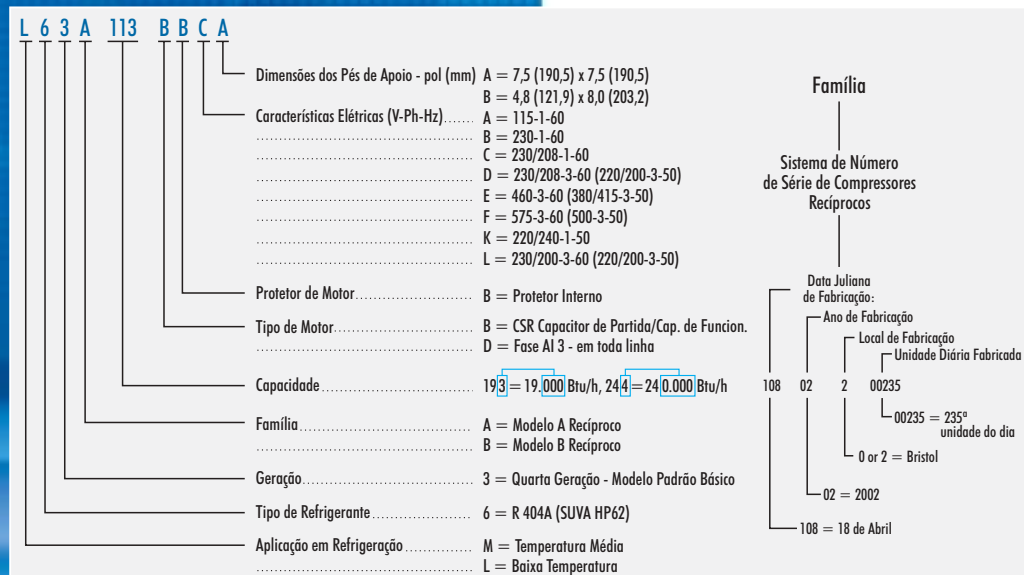 L 6 3 A 113 B B C A
Dimensões dos Pés de Apoio - pol (mm) A = 7,5 (190,5) x 7,5 (190,5)
B = 4,8 (121,9) x 8,0 (203,2)
Características Elétricas (V-Ph-Hz)...... A = 115-1-60
B = 230-1-60
C = 230/208-1-60
D = 230/208-3-60 (220/200-3-50)
E = 460-3-60 (380/415-3-50)
F = 575-3-60 (500-3-50)
K = 220/240-1-50
L = 230/200-3-60 (220/200-3-50)
Protetor de Motor........................ B = Protetor Interno
Tipo de Motor............................ B = CSR Capacitor de Partida/Cap. de Funcion.
D = Fase AI 3 - em toda linha
Capacidade .............................. 193 = 19.000 Btu/h, 244 = 24 0.000 Btu/h
Família.................................. A = Modelo A Recíproco
B = Modelo B Recíproco
Geração.................................. 3 = Quarta Geração - Modelo Padrão Básico
Tipo de Refrigerante..................... 6 = R 404A (SUVA HP62)
Aplicação em Refrigeração ............... M = Temperatura Média
L = Baixa Temperatura
Família
Sistema de Número
de Série de Compressores
Recíprocos
Data Juliana
de Fabricação:
Ano de Fabricação
Local de Fabricação
Unidade Diária Fabricada
108 02 2 00235
00235 = 235ª
unidade do dia
0 or 2 = Bristol
02 = 2002
108 = 18 de Abril